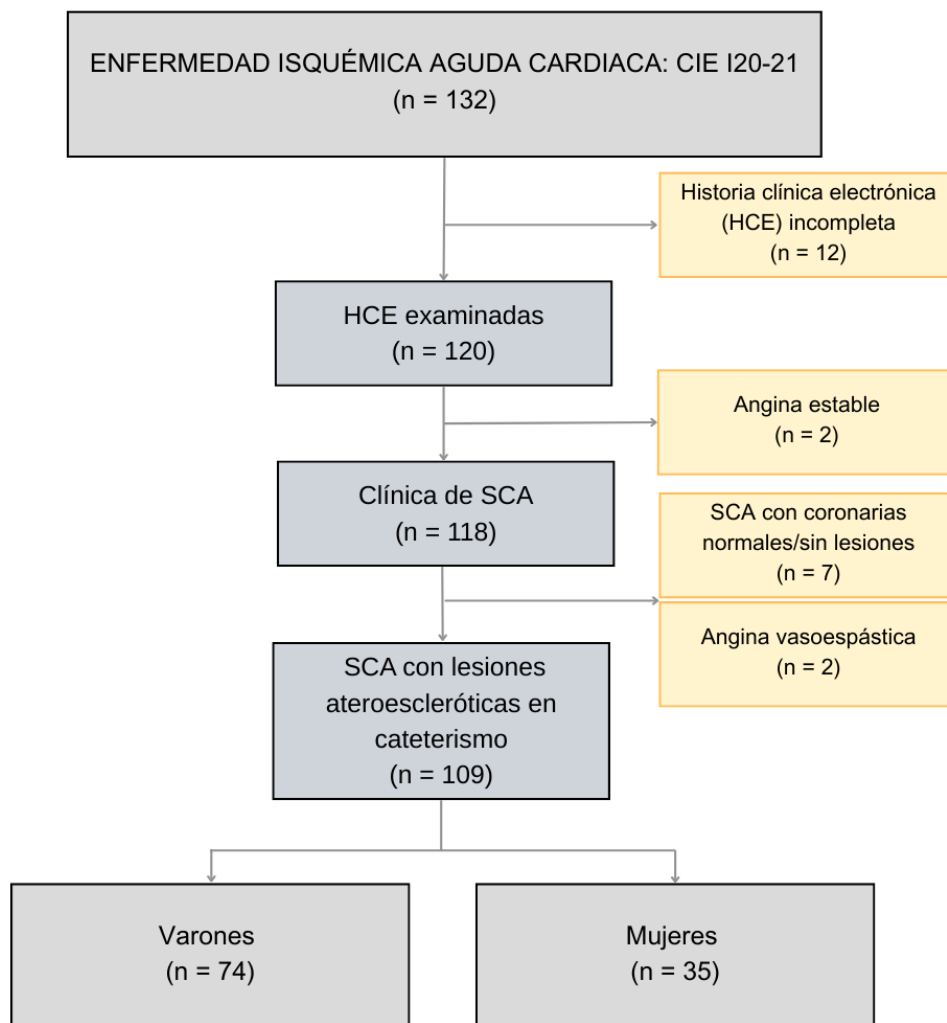 ENFERMEDAD ISQUÉMICA AGUDA CARDIACA: CIE I20-21
(n = 132)
Historia clínica electrónica
(HCE) incompleta
(n = 12)
HCE examinadas
(n = 120)
Angina estable
(n = 2)
Clínica de SCA
(n = 118)
SCA con coronarias
normales/sin lesiones
(n = 7)
Angina vasoespástica
(n = 2)
SCA con lesiones
ateroescleróticas en
cateterismo
(n = 109)
Varones
(n = 74)
Mujeres
(n = 35)